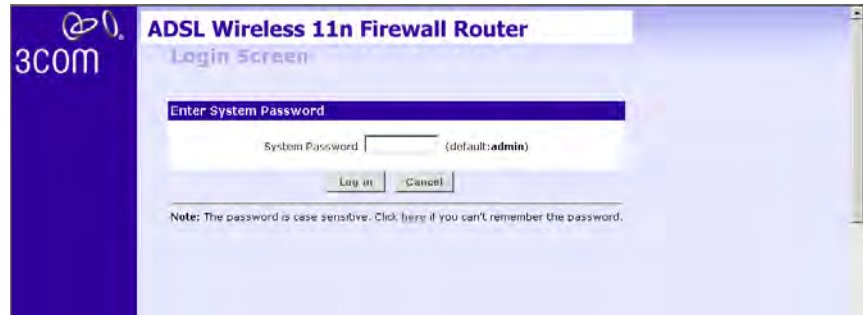 3COM
ADSL Wireless 11n Firewall Router
Login Screen
Enter System Password
System Password (default:admin)
Log in Cancel
Note: The password is case sensitive. Click here if you can't remember the password.